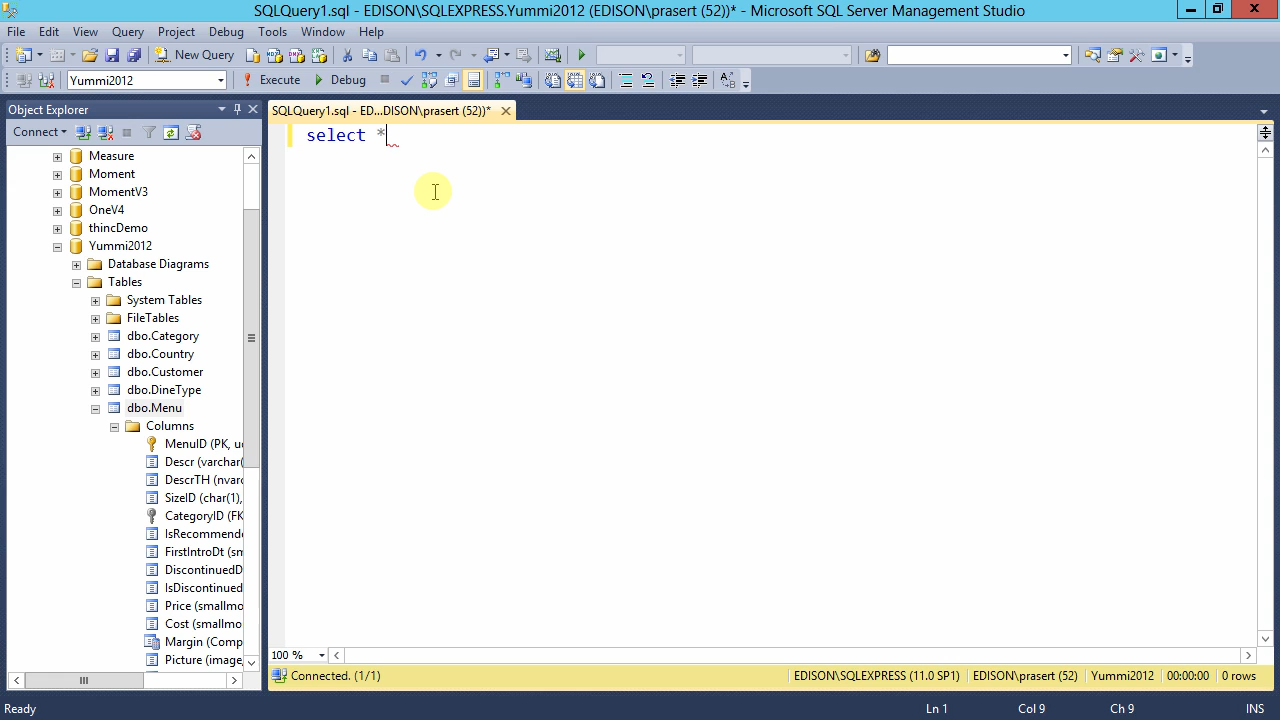 SQLQuery1.sql - EDISON\SQLEXPRESS.Yummi2012 (EDISON\prasert (52))* - Microsoft SQL Server Management Studio
File Edit View Query Project Debug Tools Window Help
New Query
Yummi2012 Execute Debug
Object Explorer
SQLQuery1.sql - ED...DISON\prasert (52))*
Connect
select *
Measure
Moment
MomentV3
OneV4
thincDemo
Yummi2012
Database Diagrams
Tables
System Tables
FileTables
dbo.Category
dbo.Country
dbo.Customer
dbo.DineType
dbo.Menu
Columns
MenuID (PK, u
Descr (varchar(
DescrTH (nvarc
SizeID (char(1),
CategoryID (FK
IsRecommende
FirstIntroDt (sm
DiscontinuedD
IsDiscontinued
Price (smallmo
Cost (smallmo
Margin (Comp
Picture (image,
100 %
Connected. (1/1) EDISON\SQLEXPRESS (11.0 SP1) EDISON\prasert (52) Yummi2012 00:00:00 0 rows
Ready Ln 1 Col 9 Ch 9 INS